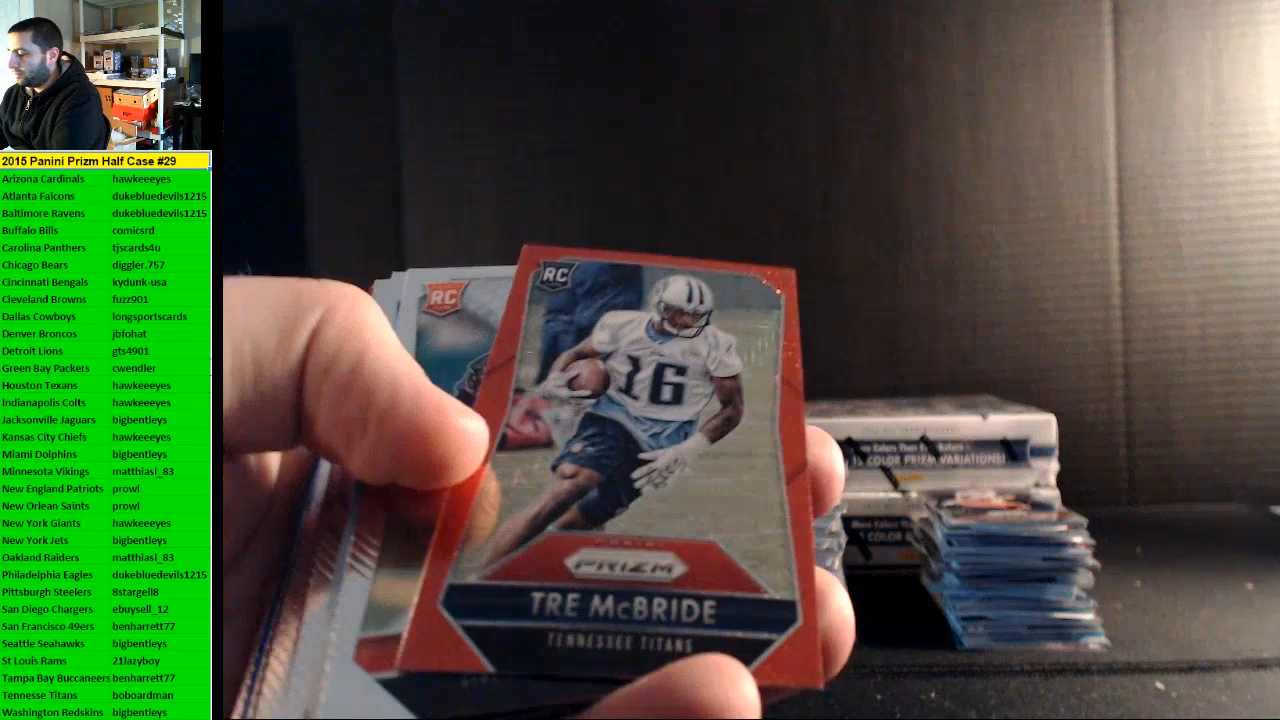 2015 Panini Prizm Half Case #29
Arizona Cardinals hawkeeeyes
Atlanta Falcons dukebluedevils1215
Baltimore Ravens dukebluedevils1215
Buffalo Bills comicsrd
Carolina Panthers tjscards4u
Chicago Bears diggler.757
Cincinnati Bengals kydunk-usa
Cleveland Browns fuzz901
Dallas Cowboys longsportscards
Denver Broncos jbfohat
Detroit Lions gts4901
Green Bay Packers cwendler
Houston Texans hawkeeeyes
Indianapolis Colts hawkeeeyes
Jacksonville Jaguars bigbentleys
Kansas City Chiefs hawkeeeyes
Miami Dolphins bigbentleys
Minnesota Vikings matthiasl_83
New England Patriots prowl
New Orlean Saints prowl
New York Giants hawkeeeyes
New York Jets bigbentleys
Oakland Raiders matthiasl_83
Philadelphia Eagles dukebluedevils1215
Pittsburgh Steelers 8stargell8
San Diego Chargers ebuysell_12
San Francisco 49ers benharrett77
Seattle Seahawks bigbentleys
St Louis Rams 21lazyboy
Tampa Bay Buccaneers benharrett77
Tennesse Titans boboardman
Washington Redskins bigbentleys
RC
RC
16
PANINI
PRIZM
TRE McBRIDE
TENNESSEE TITANS
More Colors Than Ever Before
COLOR PRIZM VARIATIONS!
More Colors
COLOR